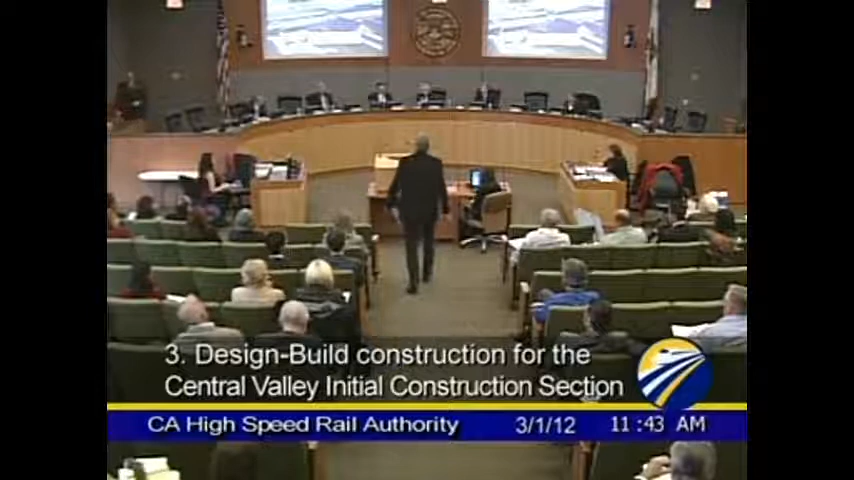 3. Design-Build construction for the
Central Valley Initial Construction Section
CA High Speed Rail Authority 3/1/12 11:43 AM